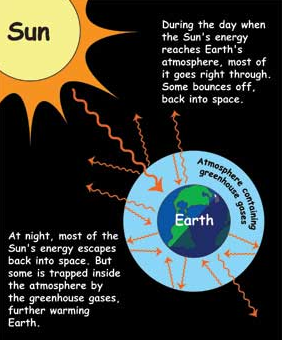 Sun
During the day when
the Sun's energy
reaches Earth's
atmosphere, most of
it goes right through.
Some bounces off,
back into space.
Atmosphere containing
greenhouse gases
Earth
At night, most of the
Sun's energy escapes
back into space. But
some is trapped inside
the atmosphere by
the greenhouse gases,
further warming
Earth.